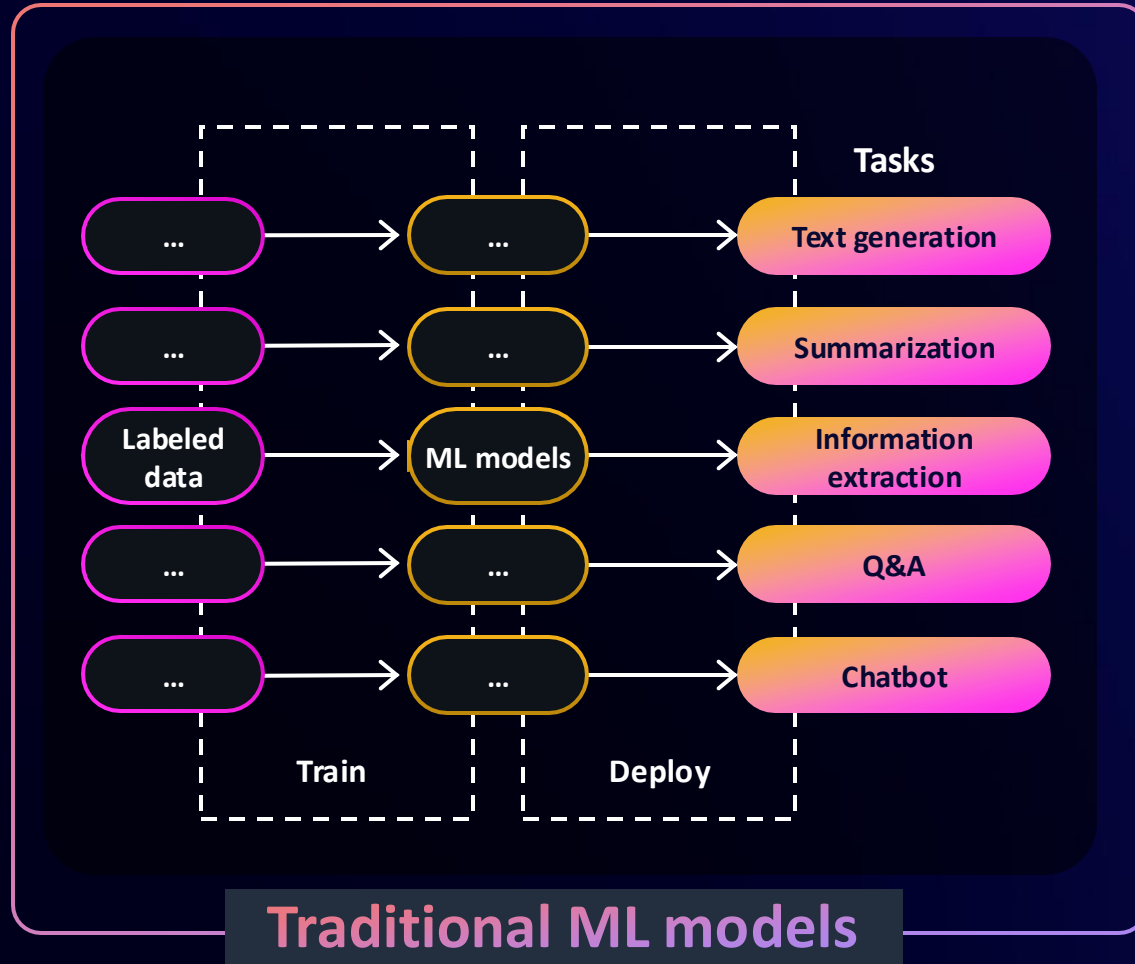 Tasks
...
...
Text generation
...
...
Summarization
Labeled
data
ML models
Information
extraction
...
...
Q&A
...
...
Chatbot
Train
Deploy
Traditional ML models